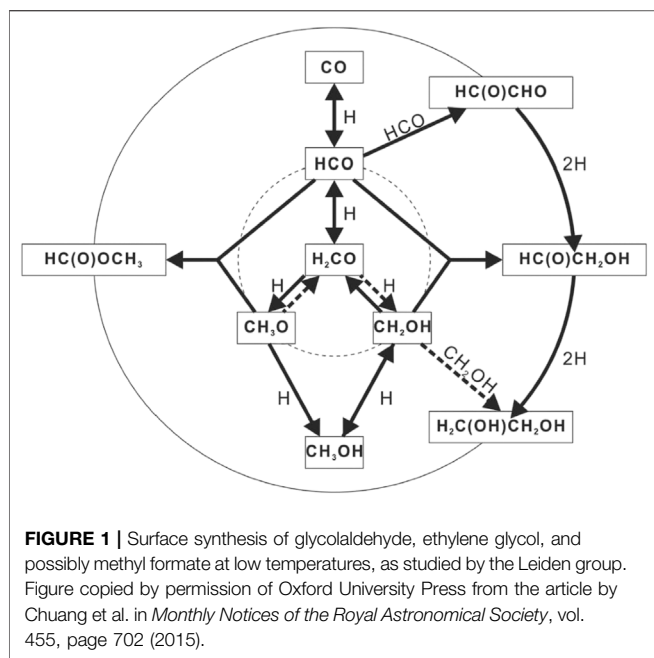 CO
HC(O)CHO
H
HCO
HCO
2H
H
HC(O)OCH₃
H₂CO
HC(O)CH₂OH
H
H
CH₃O
CH₂OH
CH₂OH
2H
H
H
H₂C(OH)CH₂OH
CH₃OH
FIGURE 1 | Surface synthesis of glycolaldehyde, ethylene glycol, and
possibly methyl formate at low temperatures, as studied by the Leiden group.
Figure copied by permission of Oxford University Press from the article by
Chuang et al. in Monthly Notices of the Royal Astronomical Society, vol.
455, page 702 (2015).